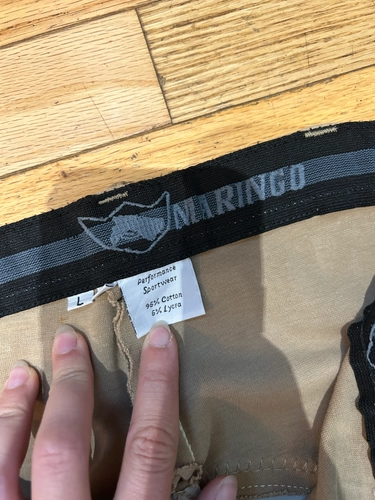 MARINGO
L
Performance
Sportswear
95% Cotton
5% Lycra